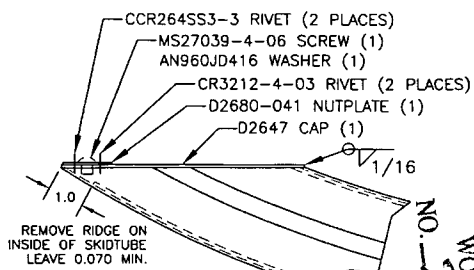 CCR264SS3-3 RIVET (2 PLACES)
MS27039-4-06 SCREW (1)
AN960JD416 WASHER (1)
CR3212-4-03 RIVET (2 PLACES)
D2680-041 NUTPLATE (1)
D2647 CAP (1)
1/16
1.0
REMOVE RIDGE ON
INSIDE OF SKIDTUBE
LEAVE 0.070 MIN.
NO.
WO